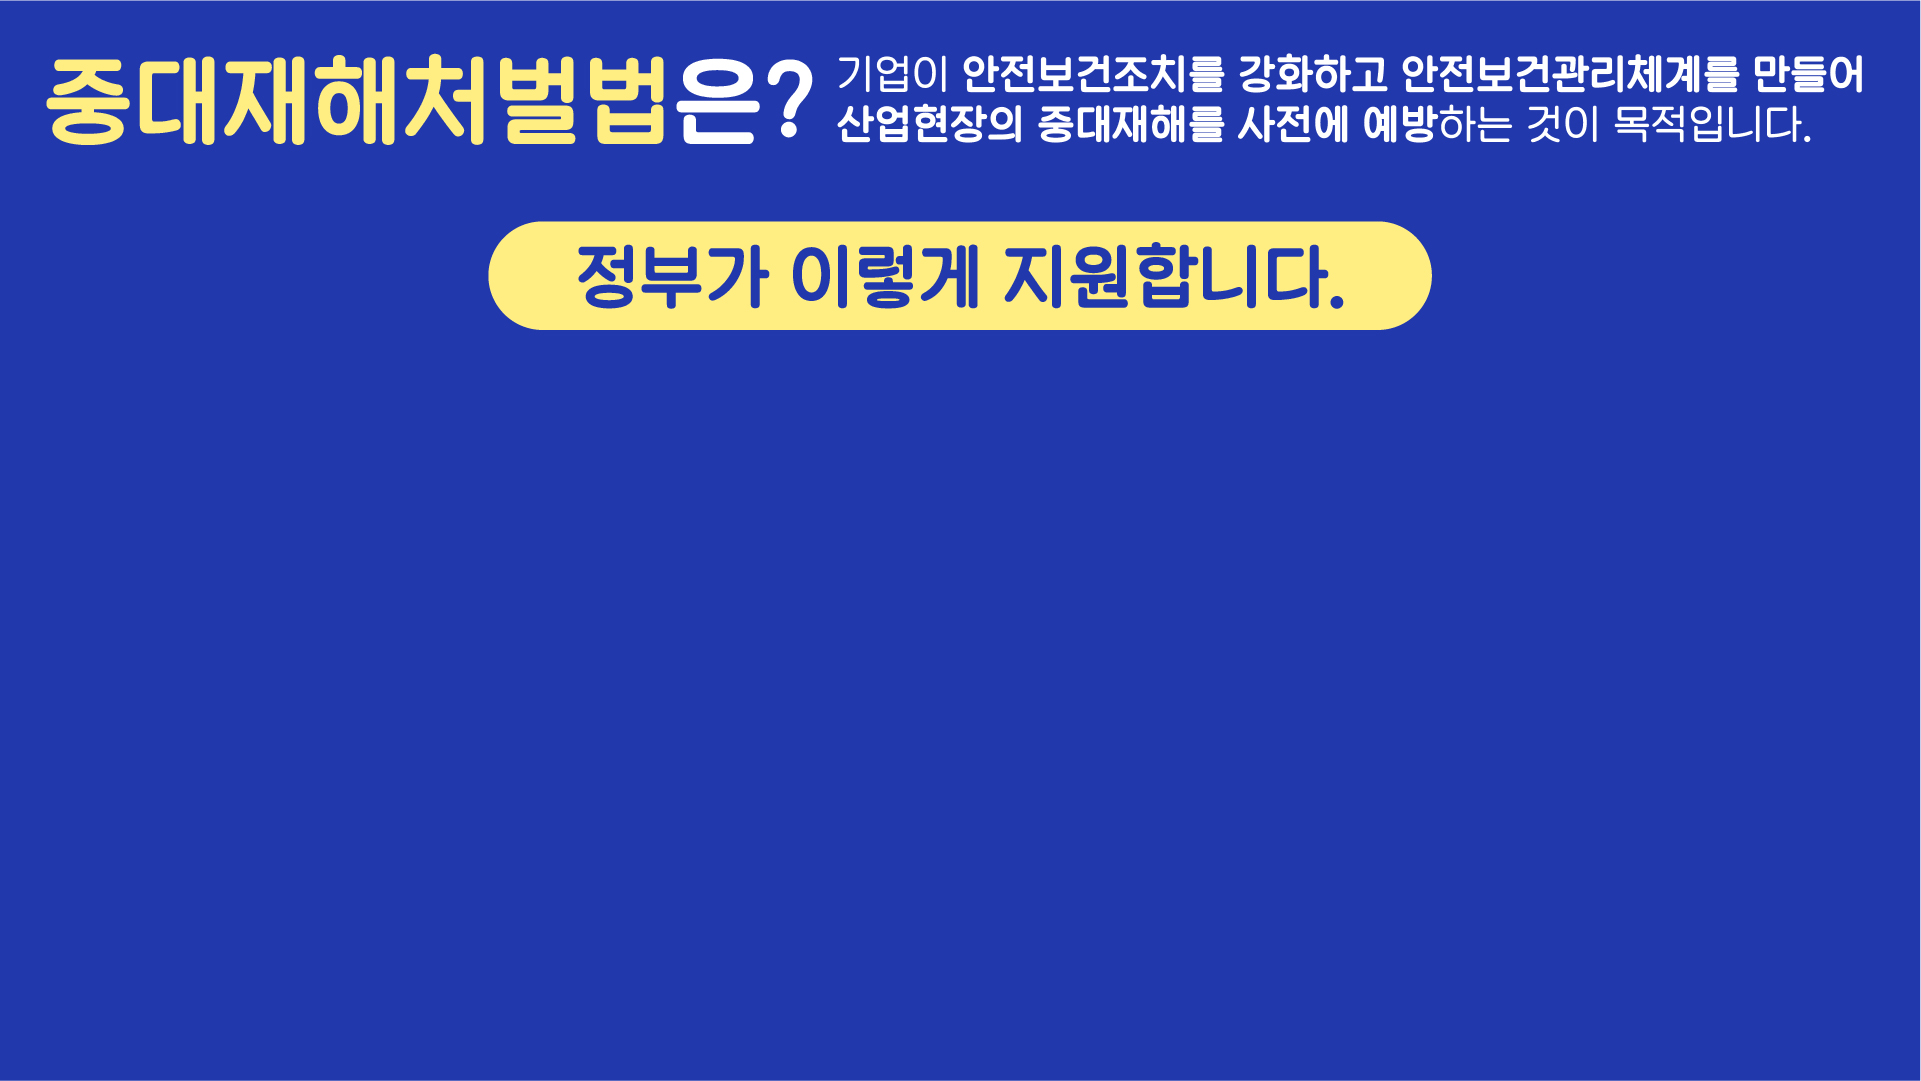 중대재해처벌법은?
기업이 안전보건조치를 강화하고 안전보건관리체계를 만들어
산업현장의 중대재해를 사전에 예방하는 것이 목적입니다.
정부가 이렇게 지원합니다.